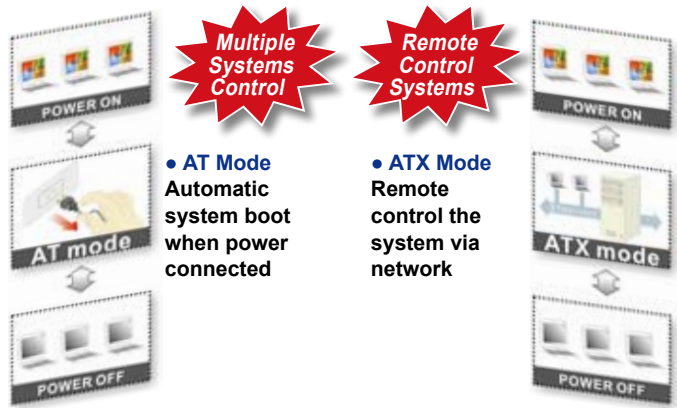 POWER ON
AT mode
POWER OFF
Multiple
Systems
Control
● AT Mode
Automatic
system boot
when power
connected
Remote
Control
Systems
● ATX Mode
Remote
control the
system via
network
POWER ON
ATX mode
POWER OFF